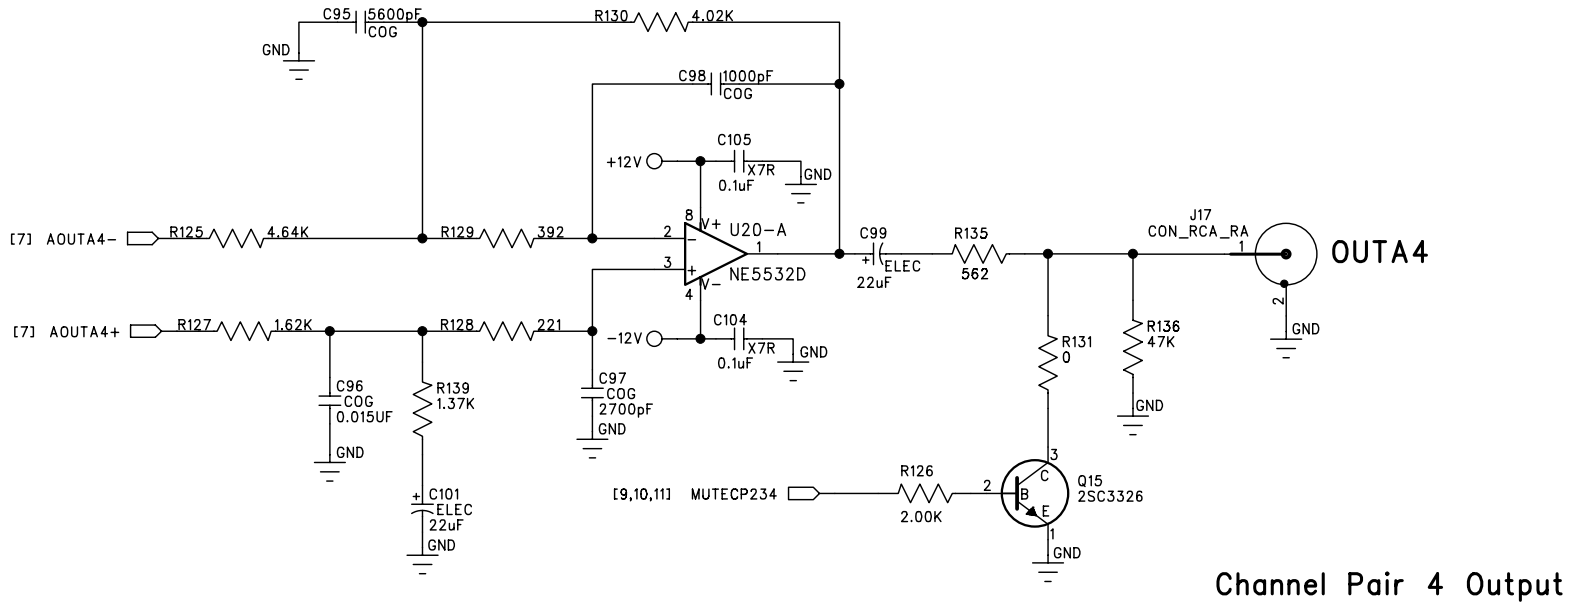 C95 5600pF
COG
GND
R130 4.02K
C98 1000pF
COG
C105
+12V
X7R
0.1uF
GND
[7] AOUTA4-
R125 4.64K
R129 392
8 V+
U20-A
2 -
1
3 +
NE5532D
4 V-
C99
+ ELEC
22uF
R135
562
J17
CON_RCA_RA
1
OUTA4
2
GND
[7] AOUTA4+
R127 1.62K
R128 221
-12V
C104
X7R
0.1uF
GND
R131
0
R136
47K
GND
C96
COG
0.015UF
GND
R139
1.37K
C97
COG
2700pF
GND
+ C101
ELEC
22uF
GND
[9,10,11] MUTECP234
R126
2.00K
2
B
3
C
E
1
Q15
2SC3326
GND
Channel Pair 4 Output